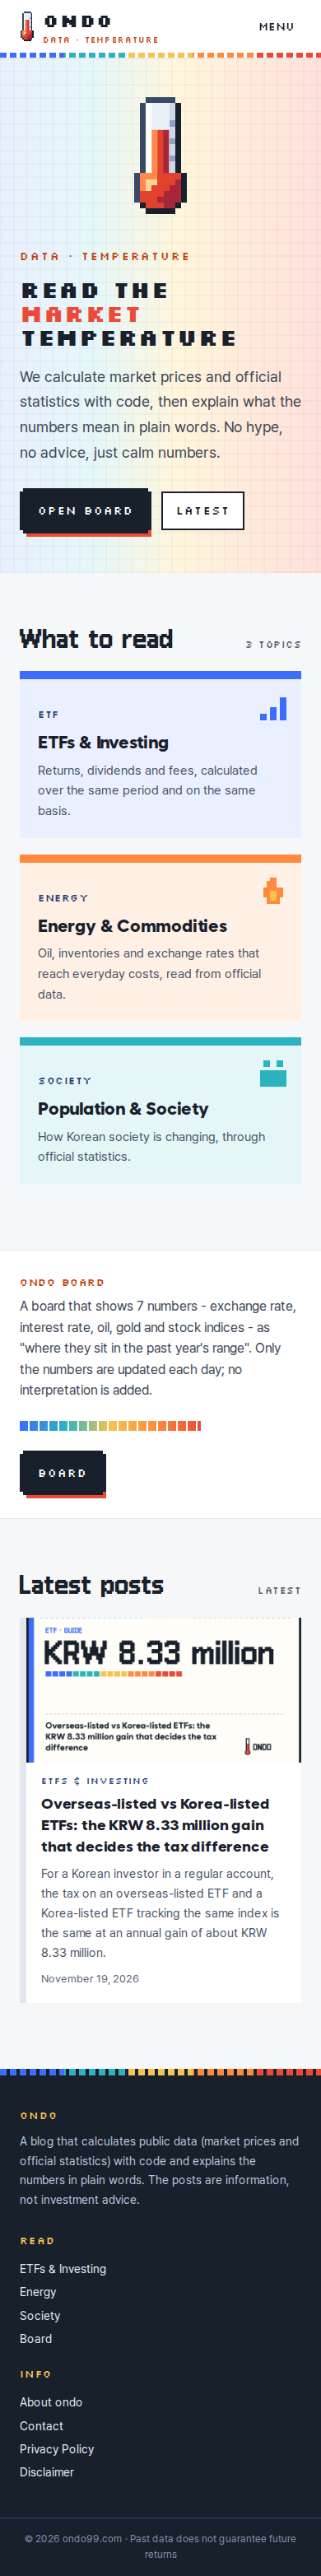 ONDO
DATA · TEMPERATURE
MENU
DATA · TEMPERATURE
READ THE
MARKET
TEMPERATURE
We calculate market prices and official
statistics with code, then explain what the
numbers mean in plain words. No hype,
no advice, just calm numbers.
OPEN BOARD
LATEST
What to read
3 TOPICS
ETF
ETFs & Investing
Returns, dividends and fees, calculated
over the same period and on the same
basis.
ENERGY
Energy & Commodities
Oil, inventories and exchange rates that
reach everyday costs, read from official
data.
SOCIETY
Population & Society
How Korean society is changing, through
official statistics.
ONDO BOARD
A board that shows 7 numbers - exchange rate,
interest rate, oil, gold and stock indices - as
"where they sit in the past year's range". Only
the numbers are updated each day; no
interpretation is added.
BOARD
Latest posts
LATEST
ETF · GUIDE
KRW 8.33 million
Overseas-listed vs Korea-listed ETFs: the
KRW 8.33 million gain that decides the tax
difference
ONDO
ETFS & INVESTING
Overseas-listed vs Korea-listed
ETFs: the KRW 8.33 million gain
that decides the tax difference
For a Korean investor in a regular account,
the tax on an overseas-listed ETF and a
Korea-listed ETF tracking the same index is
the same at an annual gain of about KRW
8.33 million.
November 19, 2026
ONDO
A blog that calculates public data (market prices and
official statistics) with code and explains the
numbers in plain words. The posts are information,
not investment advice.
READ
ETFs & Investing
Energy
Society
Board
INFO
About ondo
Contact
Privacy Policy
Disclaimer
© 2026 ondo99.com · Past data does not guarantee future
returns